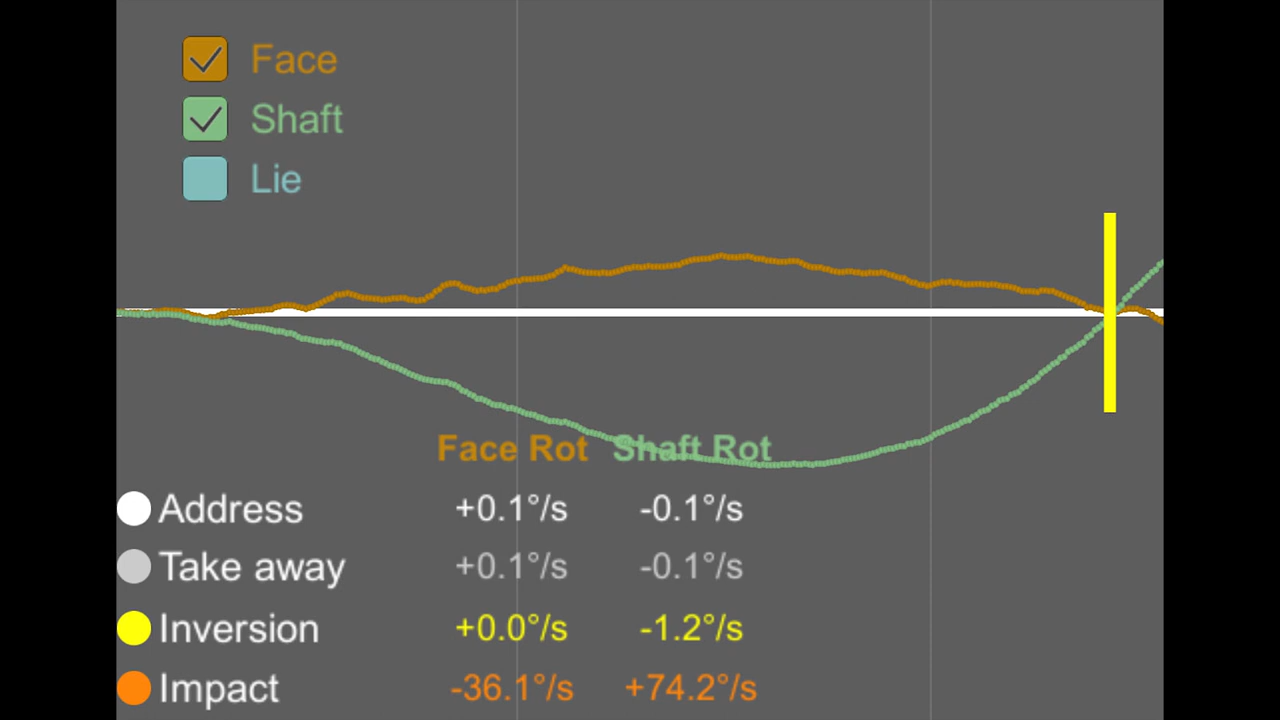 Face
Shaft
Lie
Face Rot Shaft Rot
Address +0.1°/s -0.1°/s
Take away +0.1°/s -0.1°/s
Inversion +0.0°/s -1.2°/s
Impact -36.1°/s +74.2°/s